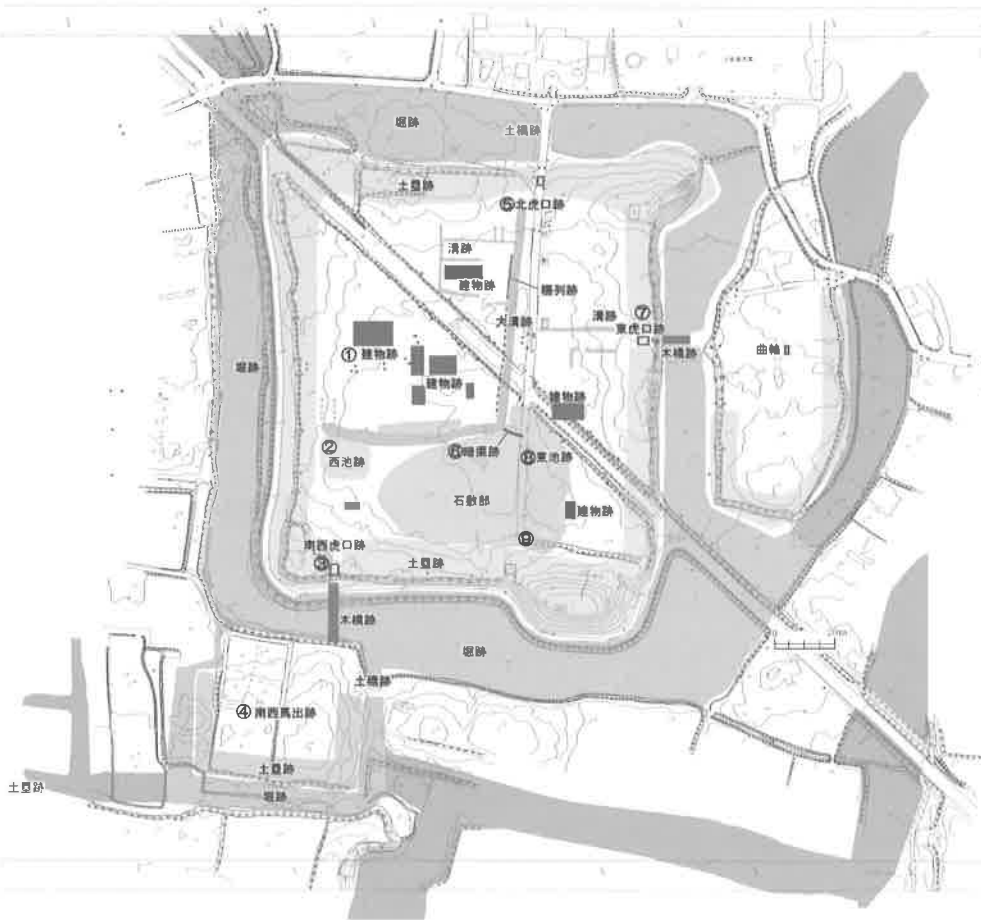 堀跡
土橋跡
土塁跡
⑤北虎口跡
溝跡
建物跡
柵列跡
大溝跡
溝跡
⑦
東虎口跡
木橋跡
曲輪Ⅱ
①建物跡
建物跡
堀跡
建物跡
②
西池跡
⑥暗渠跡
⑧東池跡
石敷部
建物跡
⑨
南西虎口跡
③
土塁跡
木橋跡
堀跡
土橋跡
④南西馬出跡
土塁跡
土塁跡
堀跡